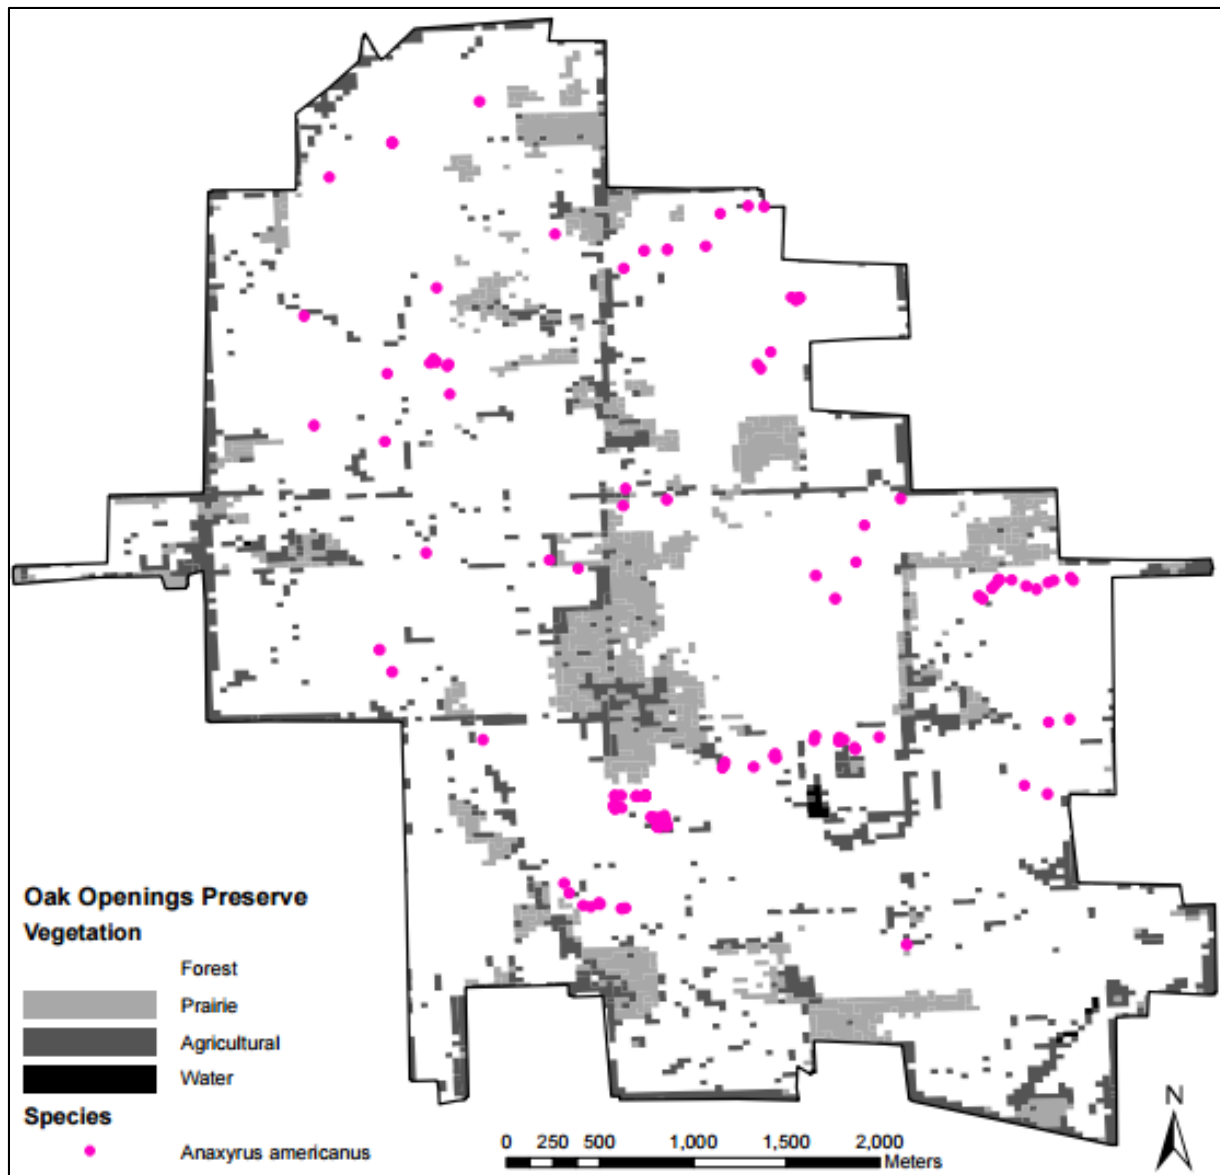 Oak Openings Preserve
Vegetation
Forest
Prairie
Agricultural
Water
Species
Anaxyrus americanus
0 250 500 1,000 1,500 2,000
Meters
N